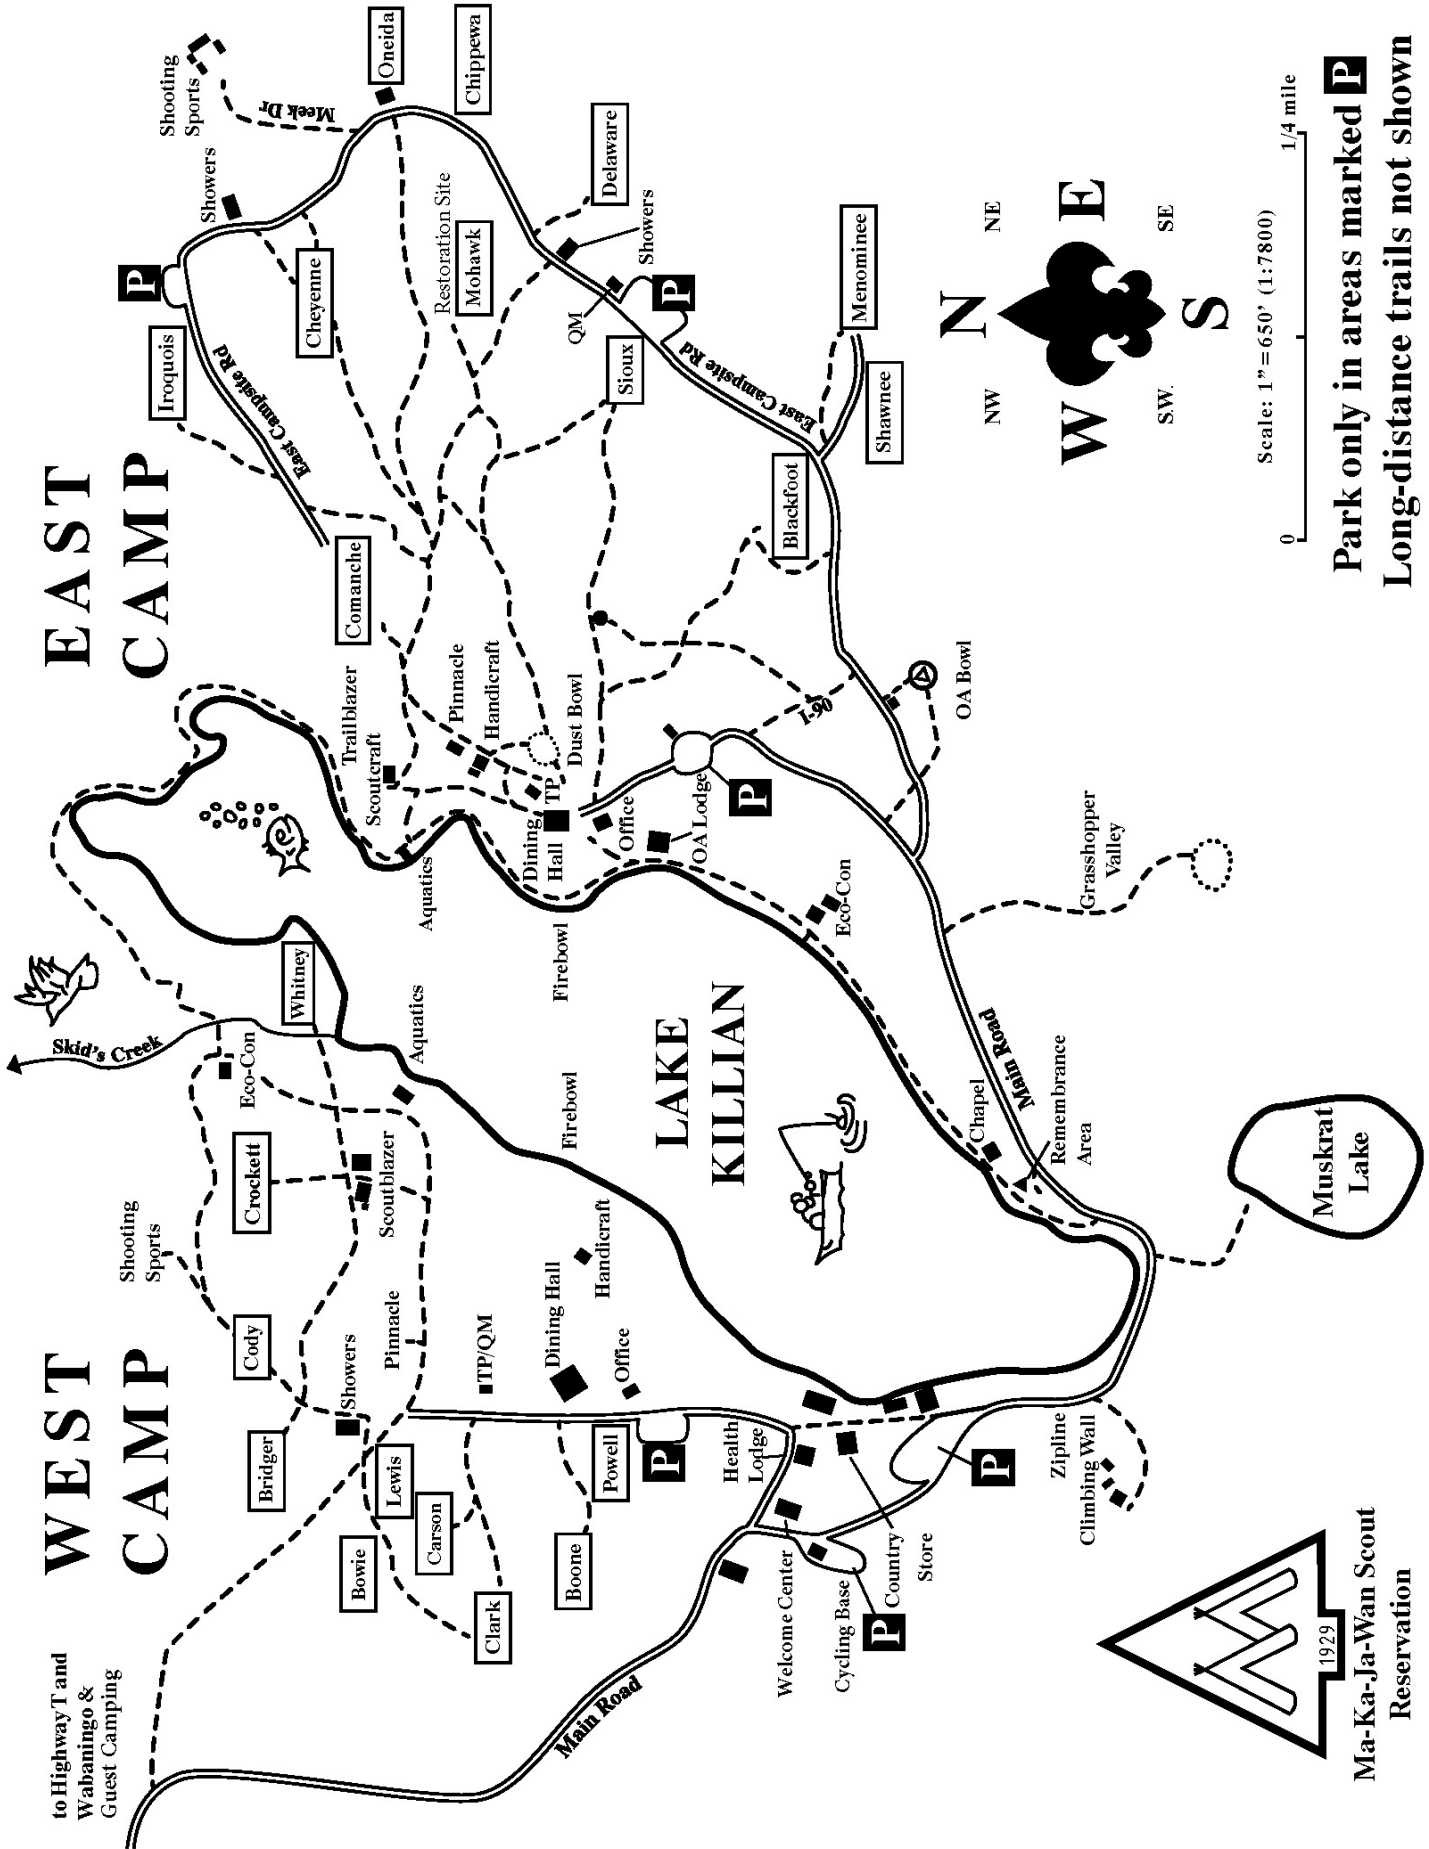 WEST
CAMP
EAST
CAMP
to Highway T and
Wabaningo &
Guest Camping
Main Road
Skid's Creek
Shooting
Sports
Eco-Con
Whitney
Crockett
Cody
Bridger
Showers
Scoutblazer
Pinnacle
Aquatics
Lewis
Bowie
Carson
Clark
TP/QM
Firebowl
Dining Hall
Handicraft
Boone
Powell
Office
P
Health
Lodge
Welcome Center
Cycling Base
P
Country
Store
P
Zipline
Climbing Wall
LAKE
KILLIAN
Shooting
Sports
Meek Dr
Showers
P
Oneida
Chippewa
Iroquois
East Campsite Rd
Cheyenne
Restoration Site
Mohawk
Delaware
Showers
QM
P
Comanche
Sioux
East Campsite Rd
Menominee
Shawnee
Blackfoot
Trailblazer
Scoutcraft
Pinnacle
Handicraft
Dust Bowl
TP
Dining
Hall
Office
OA Lodge
P
I-90
OA Bowl
Aquatics
Firebowl
Eco-Con
Grasshopper
Valley
Main Road
Chapel
Remembrance
Area
Muskrat
Lake
N
NE
E
SE
S
S.W.
W
NW
Scale: 1"=650' (1:7800)
0
1/4 mile
Park only in areas marked P
Long-distance trails not shown
1929
Ma-Ka-Ja-Wan Scout
Reservation